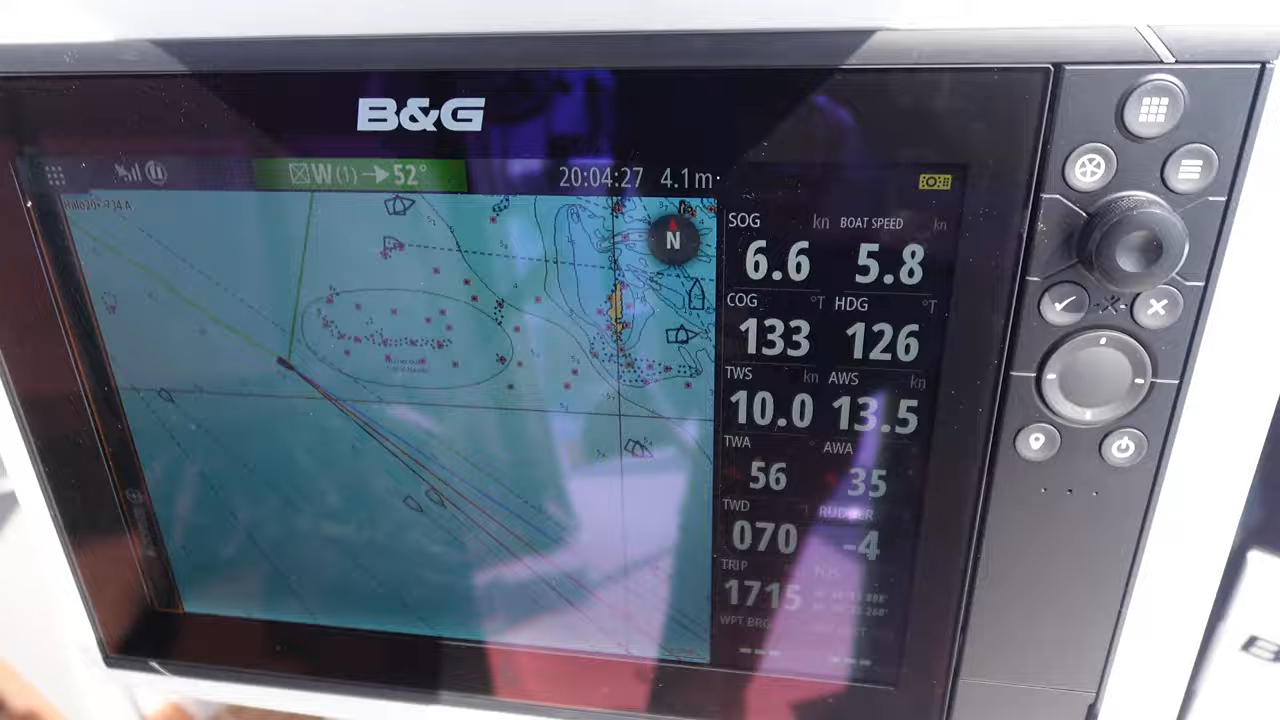 B&G
W (1) 52°
20:04:27 4.1 m
N
SOG kn BOAT SPEED kn
6.6 5.8
COG °T HDG °T
133 126
TWS kn AWS kn
10.0 13.5
TWA ° AWA
56 35
TWD RUDDER
070 -4
TRIP POS
1715
WPT BRG
--- ---